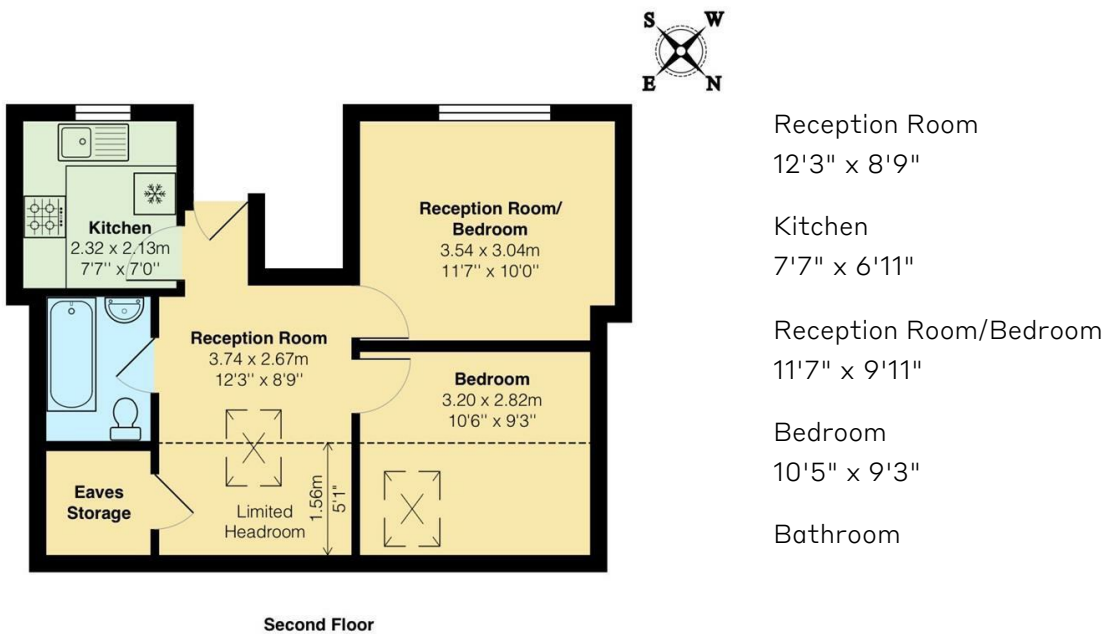 S W
E N
Kitchen
2.32 x 2.13m
7'7'' x 7'0''
Reception Room/
Bedroom
3.54 x 3.04m
11'7'' x 10'0''
Reception Room
3.74 x 2.67m
12'3'' x 8'9''
Bedroom
3.20 x 2.82m
10'6'' x 9'3''
Eaves
Storage
Limited
Headroom
1.56m
5'1"
Second Floor
Reception Room
12'3" x 8'9"
Kitchen
7'7" x 6'11"
Reception Room/Bedroom
11'7" x 9'11"
Bedroom
10'5" x 9'3"
Bathroom